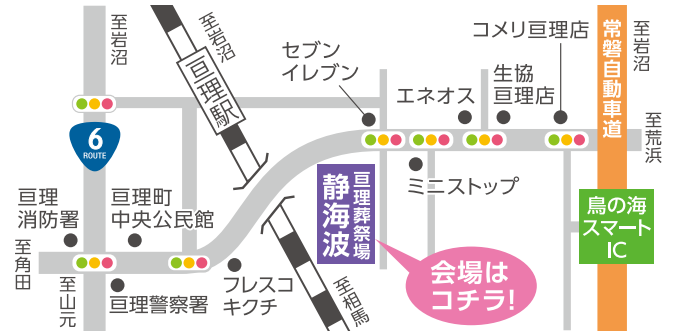 至岩沼
至岩沼
亘理駅
セブン
イレブン
コメリ亘理店
常磐自動車道
至岩沼
エネオス
生協
亘理店
至荒浜
6
ROUTE
ミニストップ
亘理葬祭場
静海波
鳥の海
スマート
IC
亘理
消防署
亘理町
中央公民館
至角田
至山元
亘理警察署
フレスコ
キクチ
至相馬
会場は
コチラ!